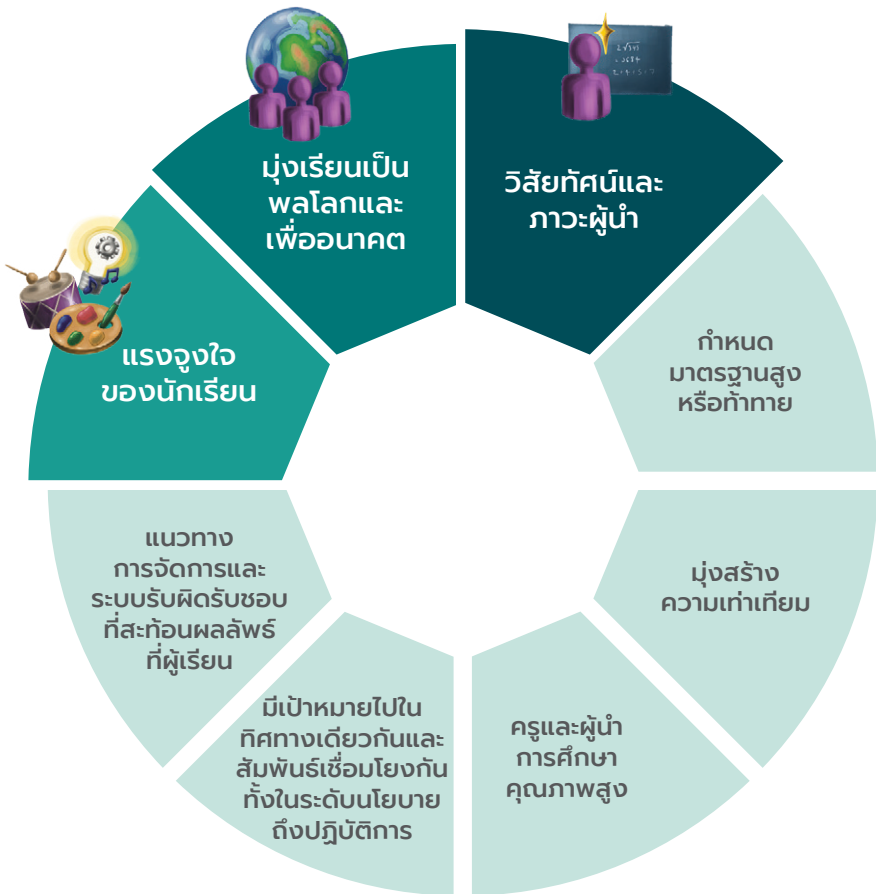 มุ่งเรียนเป็น
พลโลกและ
เพื่ออนาคต
วิสัยทัศน์และ
ภาวะผู้นำ
แรงจูงใจ
ของนักเรียน
กำหนด
มาตรฐานสูง
หรือท้าทาย
แนวทาง
การจัดการและ
ระบบรับผิดรับชอบ
ที่สะท้อนผลลัพธ์
ที่ผู้เรียน
มุ่งสร้าง
ความเท่าเทียม
มีเป้าหมายไปใน
ทิศทางเดียวกันและ
สัมพันธ์เชื่อมโยงกัน
ทั้งในระดับนโยบาย
ถึงปฏิบัติการ
ครูและผู้นำ
การศึกษา
คุณภาพสูง